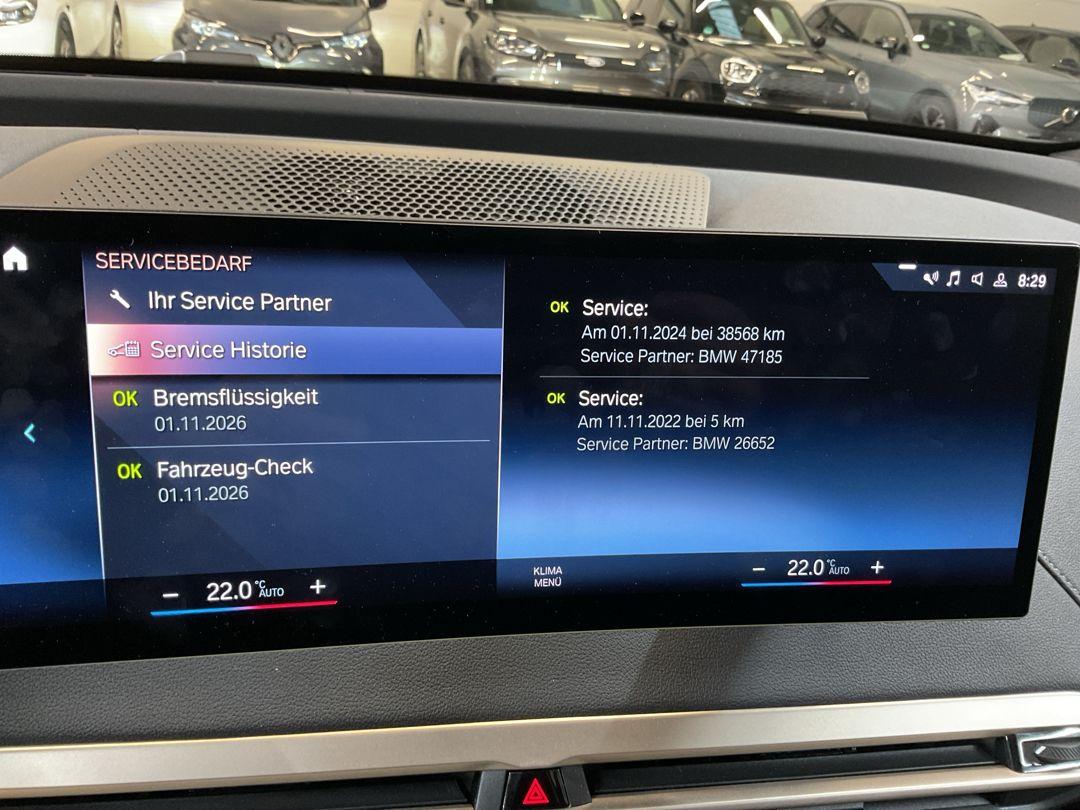 SERVICEBEDARF
Ihr Service Partner
Service Historie
OK Bremsflüssigkeit
01.11.2026
OK Fahrzeug-Check
01.11.2026
8:29
OK Service:
Am 01.11.2024 bei 38568 km
Service Partner: BMW 47185
OK Service:
Am 11.11.2022 bei 5 km
Service Partner: BMW 26652
− 22.0 °C AUTO +
KLIMA
MENÜ
− 22.0 °C AUTO +